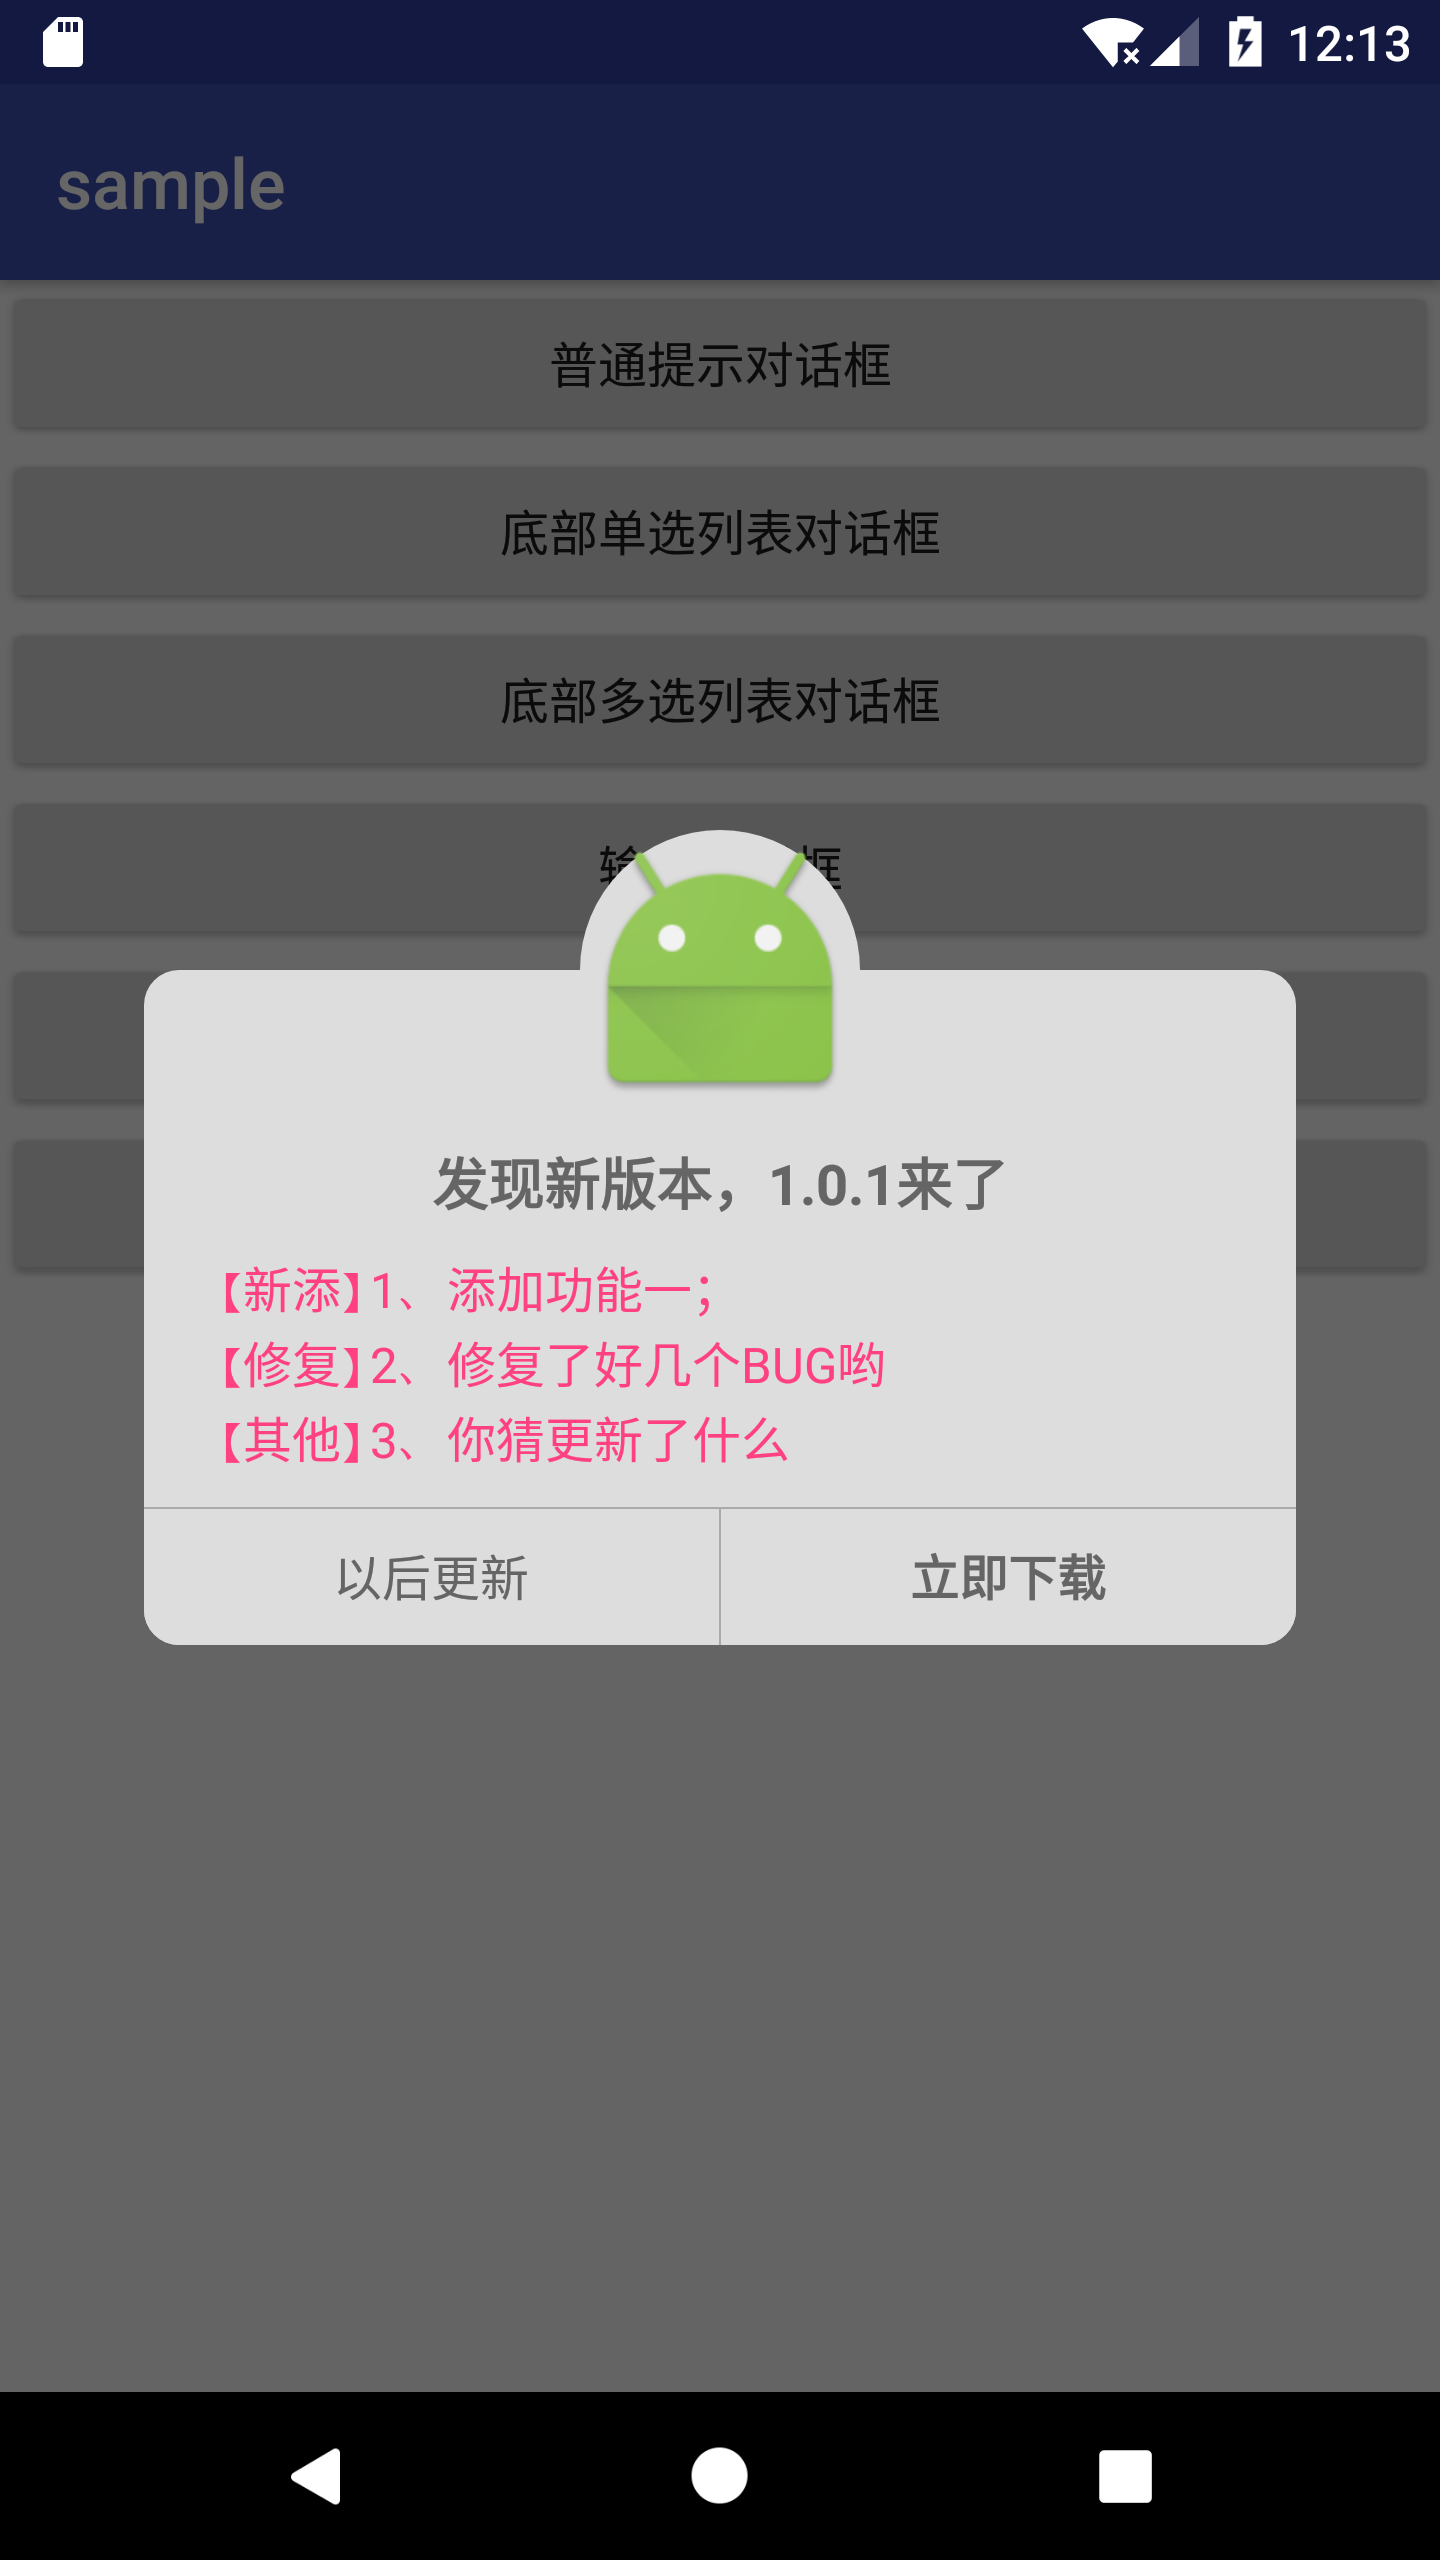 12:13
sample
普通提示对话框
底部单选列表对话框
底部多选列表对话框
框
发现新版本，1.0.1来了
【新添】1、添加功能一；
【修复】2、修复了好几个BUG哟
【其他】3、你猜更新了什么
以后更新
立即下载